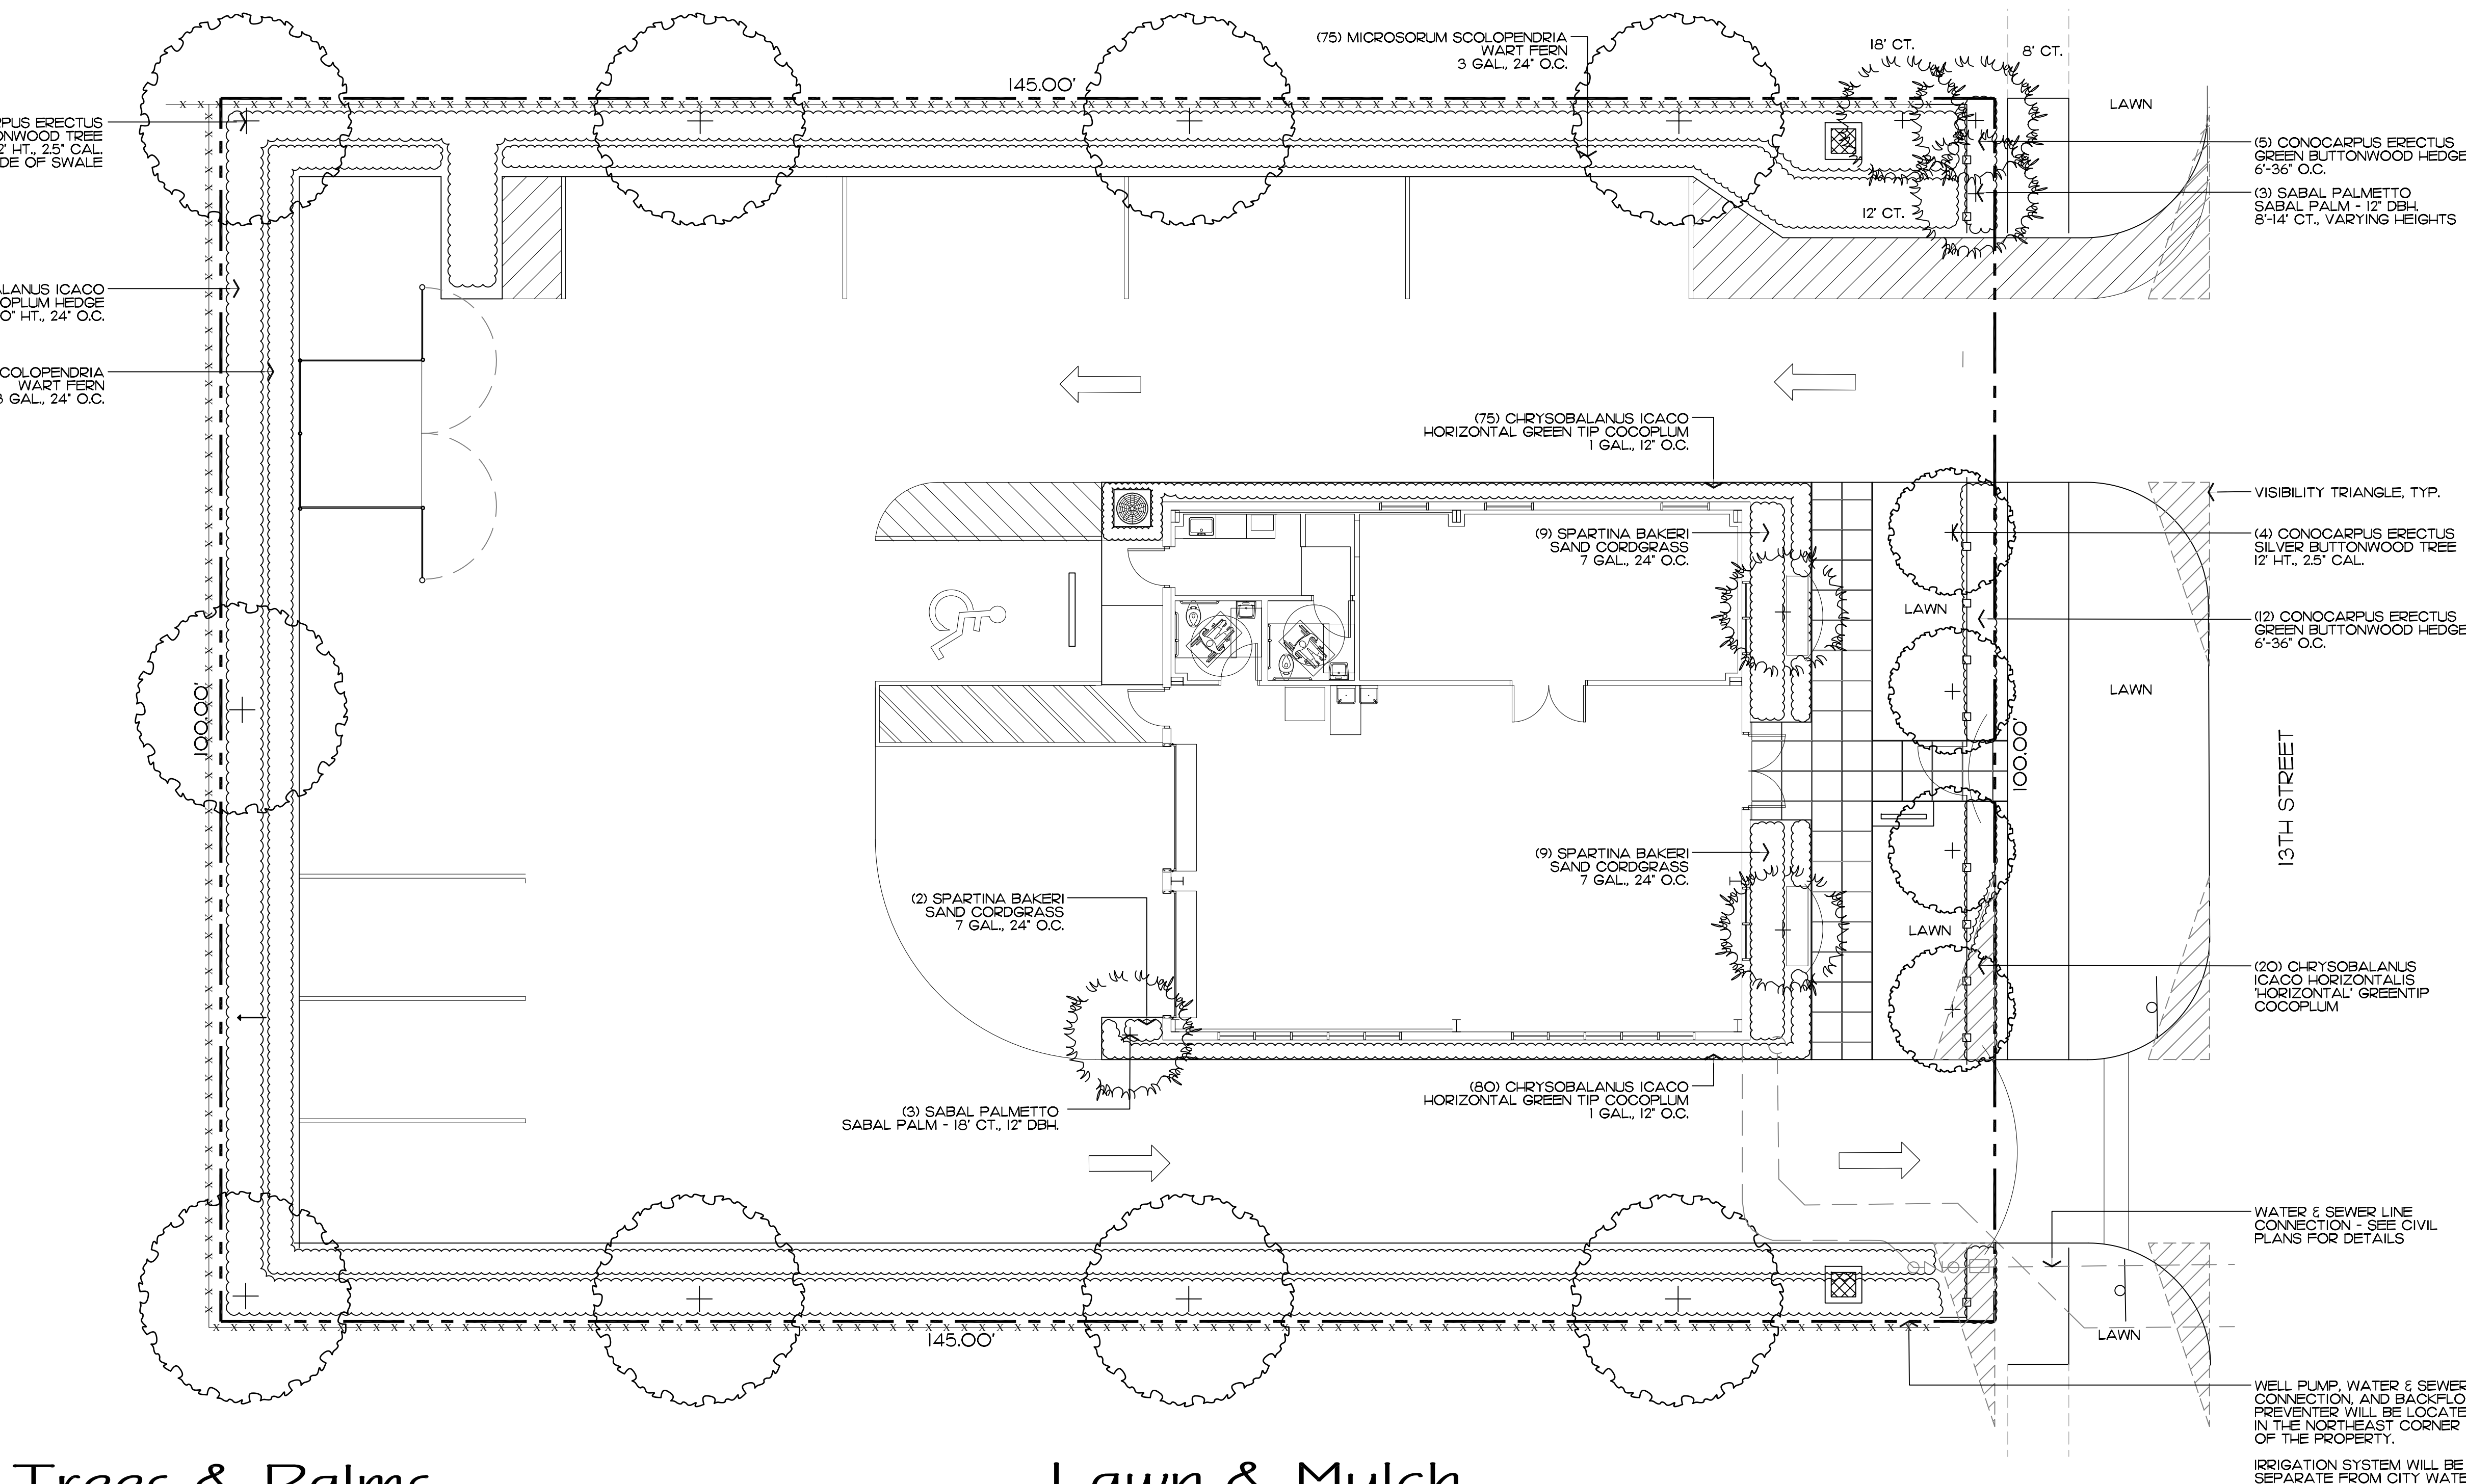 (75) MICROSORUM SCOLOPENDRIA
WART FERN
3 GAL., 24" O.C.
18' CT.
8' CT.
145.00'
LAWN
PUS ERECTUS
ONWOOD TREE
2' HT., 2.5" CAL.
DE OF SWALE
(5) CONOCARPUS ERECTUS
GREEN BUTTONWOOD HEDGE
6'-36" O.C.
(3) SABAL PALMETTO
SABAL PALM - 12" DBH.
8'-14' CT., VARYING HEIGHTS
12' CT.
ALANUS ICACO
OPLUM HEDGE
0" HT., 24" O.C.
COLOPENDRIA
WART FERN
3 GAL., 24" O.C.
(75) CHRYSOBALANUS ICACO
HORIZONTAL GREEN TIP COCOPLUM
1 GAL., 12" O.C.
VISIBILITY TRIANGLE, TYP.
(9) SPARTINA BAKERI
SAND CORDGRASS
7 GAL., 24" O.C.
(4) CONOCARPUS ERECTUS
SILVER BUTTONWOOD TREE
12' HT., 2.5" CAL.
LAWN
(12) CONOCARPUS ERECTUS
GREEN BUTTONWOOD HEDGE
6'-36" O.C.
LAWN
100.00'
100.00'
13TH STREET
(9) SPARTINA BAKERI
SAND CORDGRASS
7 GAL., 24" O.C.
(2) SPARTINA BAKERI
SAND CORDGRASS
7 GAL., 24" O.C.
LAWN
(20) CHRYSOBALANUS
ICACO HORIZONTALIS
'HORIZONTAL' GREENTIP
COCOPLUM
(80) CHRYSOBALANUS ICACO
HORIZONTAL GREEN TIP COCOPLUM
1 GAL., 12" O.C.
(3) SABAL PALMETTO
SABAL PALM - 18' CT., 12" DBH.
WATER & SEWER LINE
CONNECTION - SEE CIVIL
PLANS FOR DETAILS
145.00'
LAWN
WELL PUMP, WATER & SEWER
CONNECTION, AND BACKFLO
PREVENTER WILL BE LOCATE
IN THE NORTHEAST CORNER
OF THE PROPERTY.
IRRIGATION SYSTEM WILL BE
SEPARATE FROM CITY WATE
Trees & Palms
Lawn & Mulch